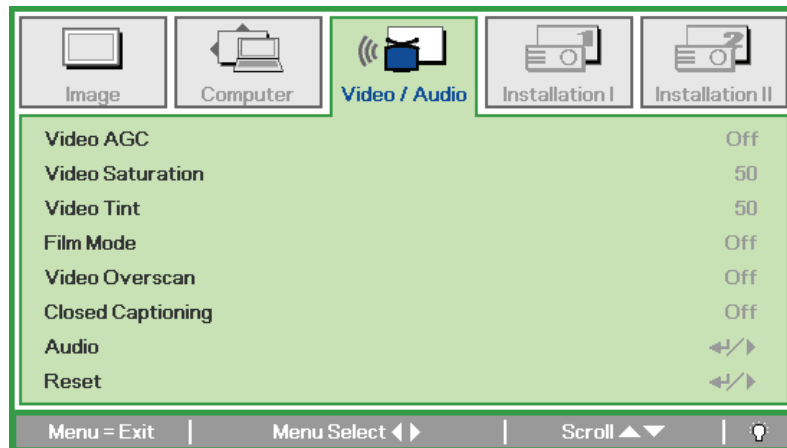 Image Computer Video / Audio Installation I Installation II
Video AGC Off
Video Saturation 50
Video Tint 50
Film Mode Off
Video Overscan Off
Closed Captioning Off
Audio ↵/▶
Reset ↵/▶
Menu = Exit Menu Select ◀ ▶ Scroll ▲▼